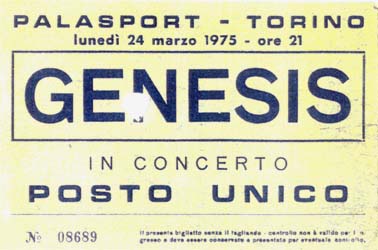 PALASPORT - TORINO
lunedì 24 marzo 1975 - ore 21
GENESIS
IN CONCERTO
POSTO UNICO
№ 08689
Il presente biglietto senza il tagliando - controllo non è valido per l'in
gresso e deve essere conservato e presentato per eventuale controllo.